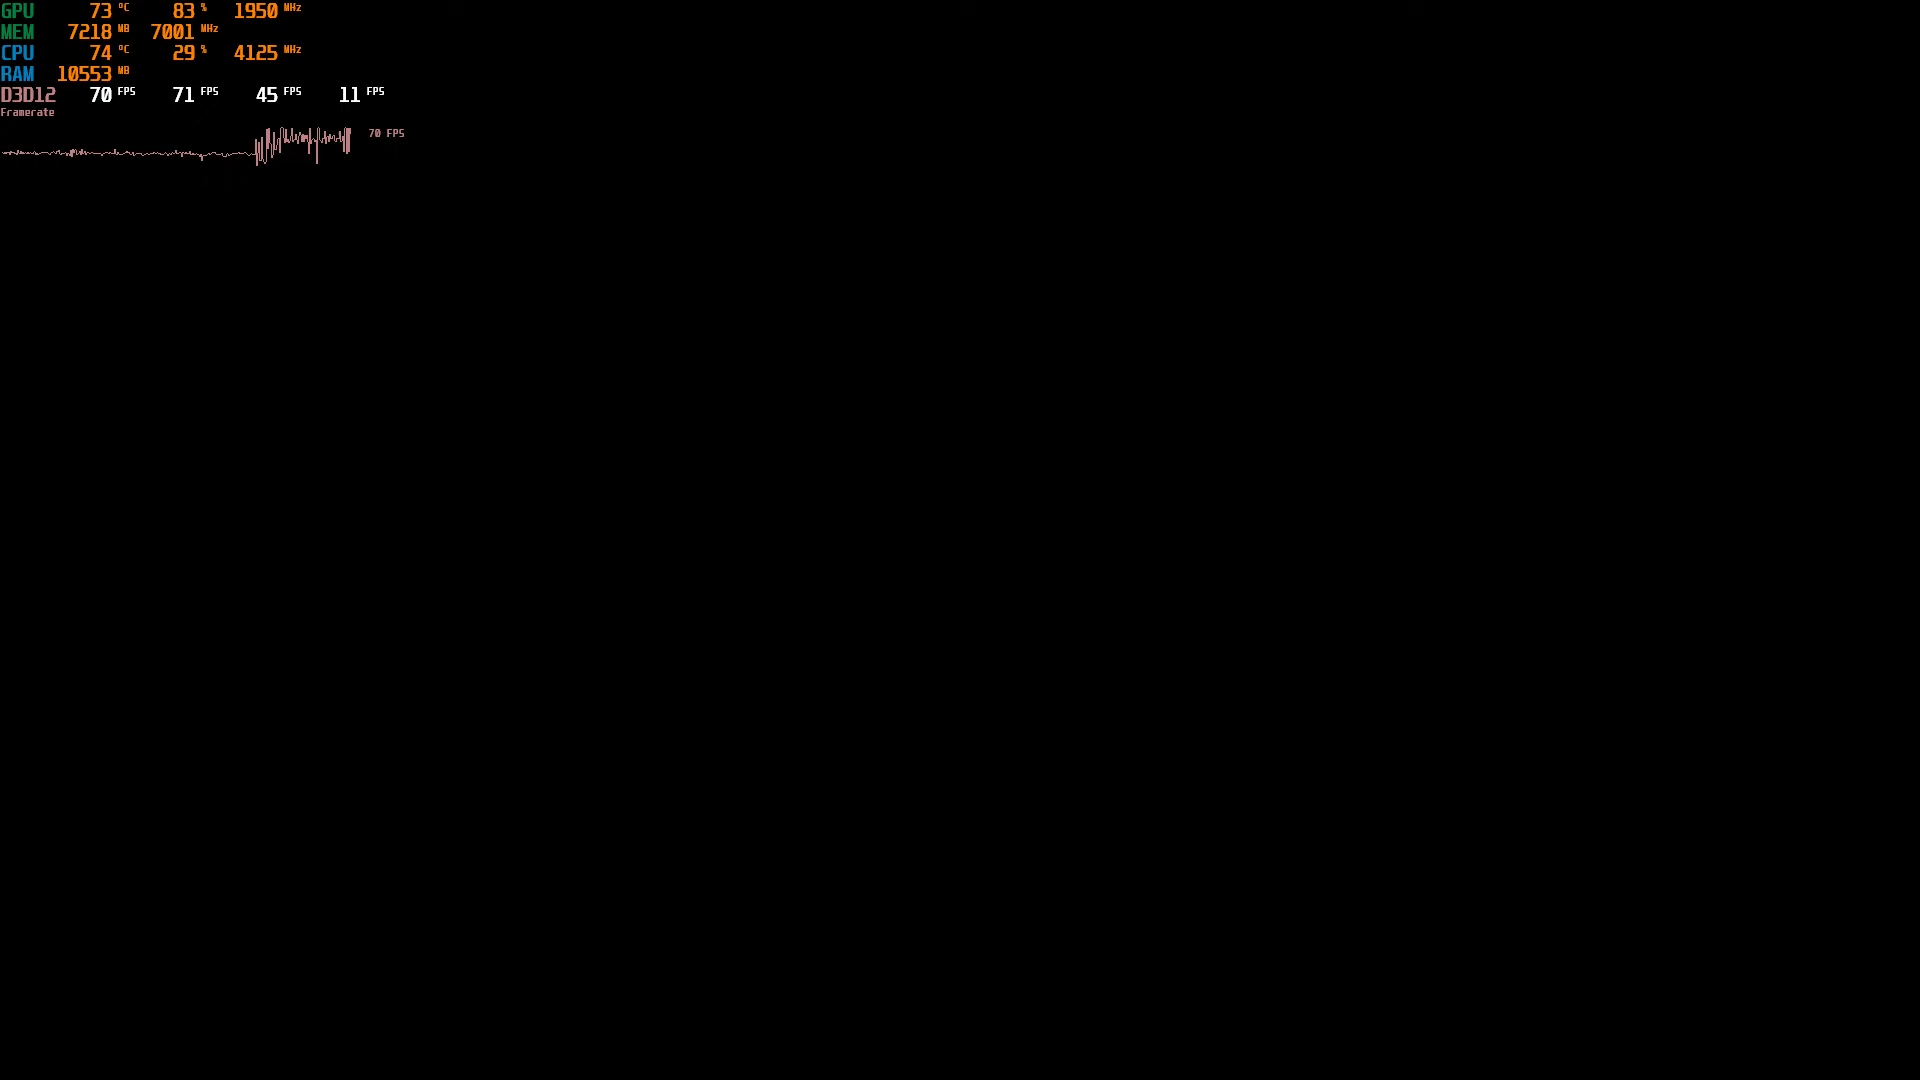 GPU 73 °C 83 % 1950 MHz
MEM 7218 MB 7001 MHz
CPU 74 °C 29 % 4125 MHz
RAM 10553 MB
D3D12 70 FPS 71 FPS 45 FPS 11 FPS
Framerate
70 FPS